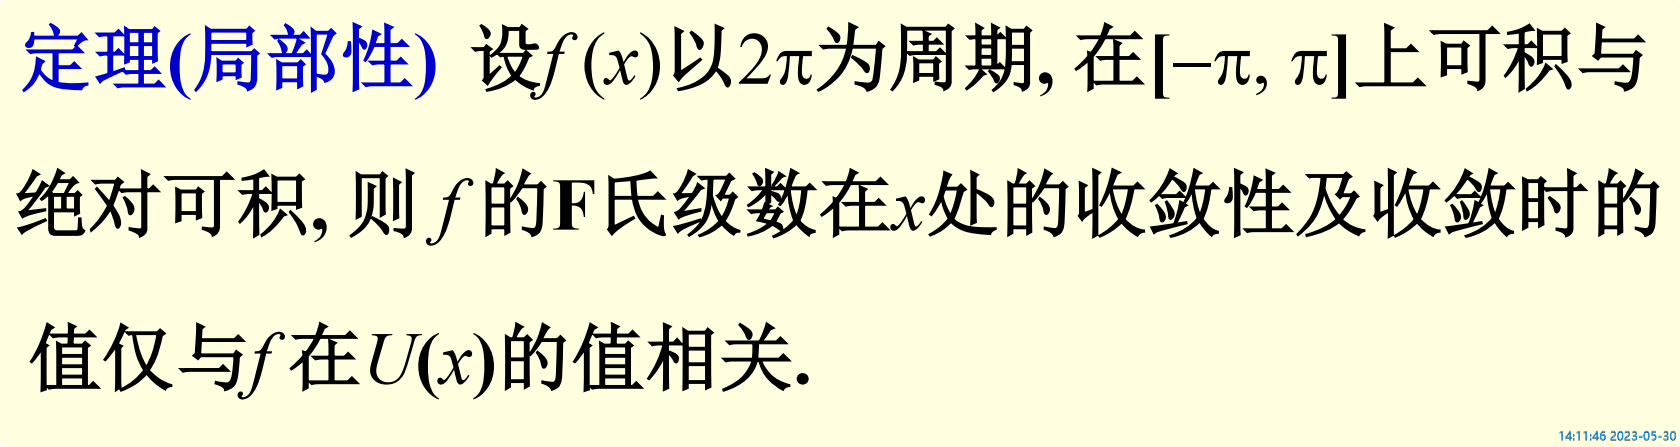 定理(局部性) 设f (x)以2π为周期, 在[–π, π]上可积与
绝对可积, 则 f 的F氏级数在x处的收敛性及收敛时的
值仅与f 在U(x)的值相关.
14:11:46 2023-05-30